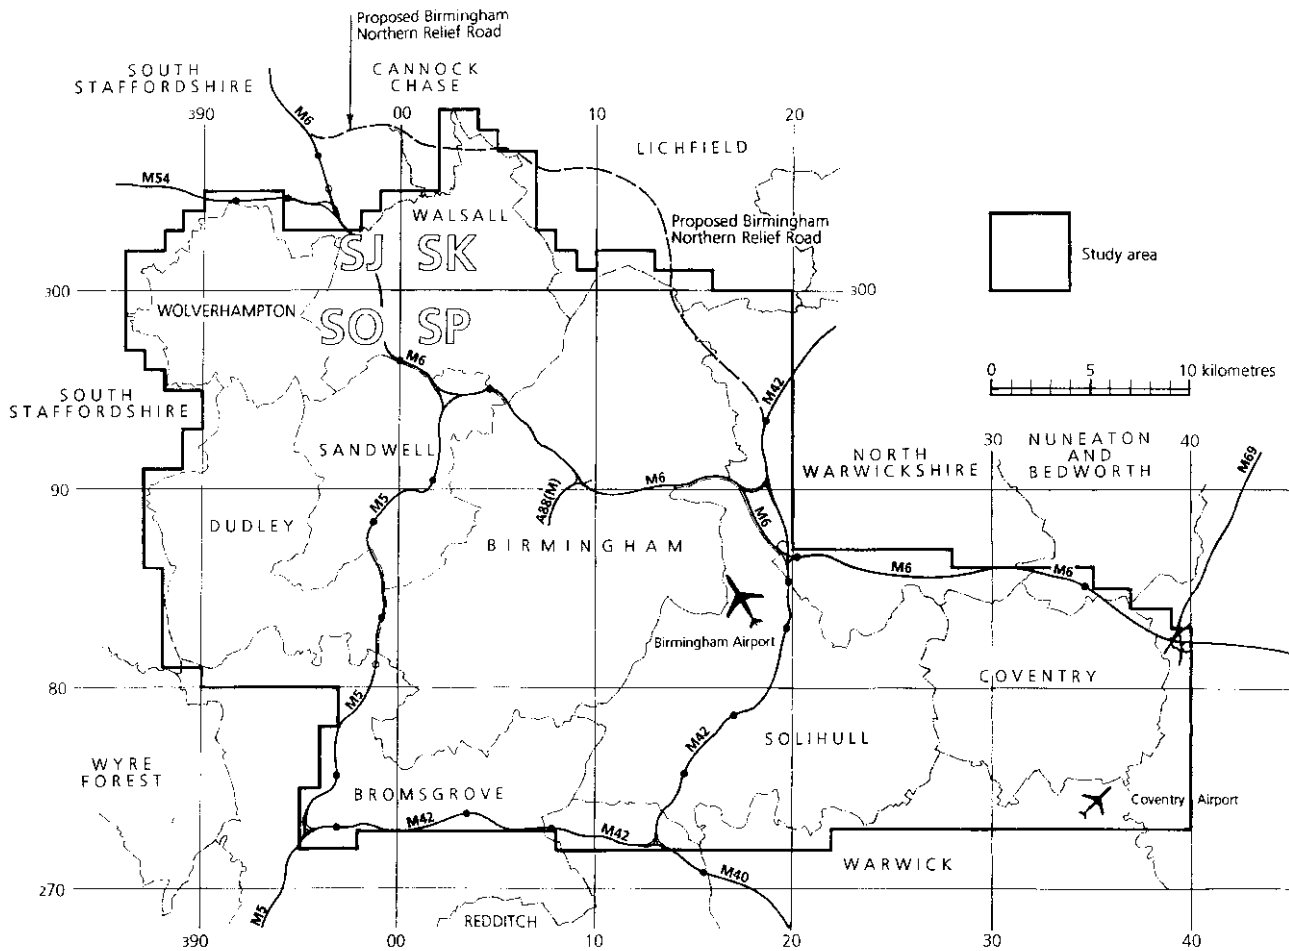 Proposed Birmingham
Northern Relief Road
SOUTH
STAFFORDSHIRE
CANNOCK
CHASE
390
00
10
20
M6
LICHFIELD
M54
WALSALL
Proposed Birmingham
Northern Relief Road
SJ SK
Study area
300
300
WOLVERHAMPTON
SO SP
M6
M42
0 5 10 kilometres
SOUTH
STAFFORDSHIRE
SANDWELL
30
NUNEATON
AND
BEDWORTH
40
NORTH
WARWICKSHIRE
M69
M6
90
90
A88(M)
M5
M6
DUDLEY
BIRMINGHAM
M6
M6
Birmingham Airport
COVENTRY
80
80
M5
M42
SOLIHULL
WYRE
FOREST
BROMSGROVE
Coventry Airport
M42
M42
WARWICK
M40
270
70
M5
REDDITCH
390
00
10
20
30
40